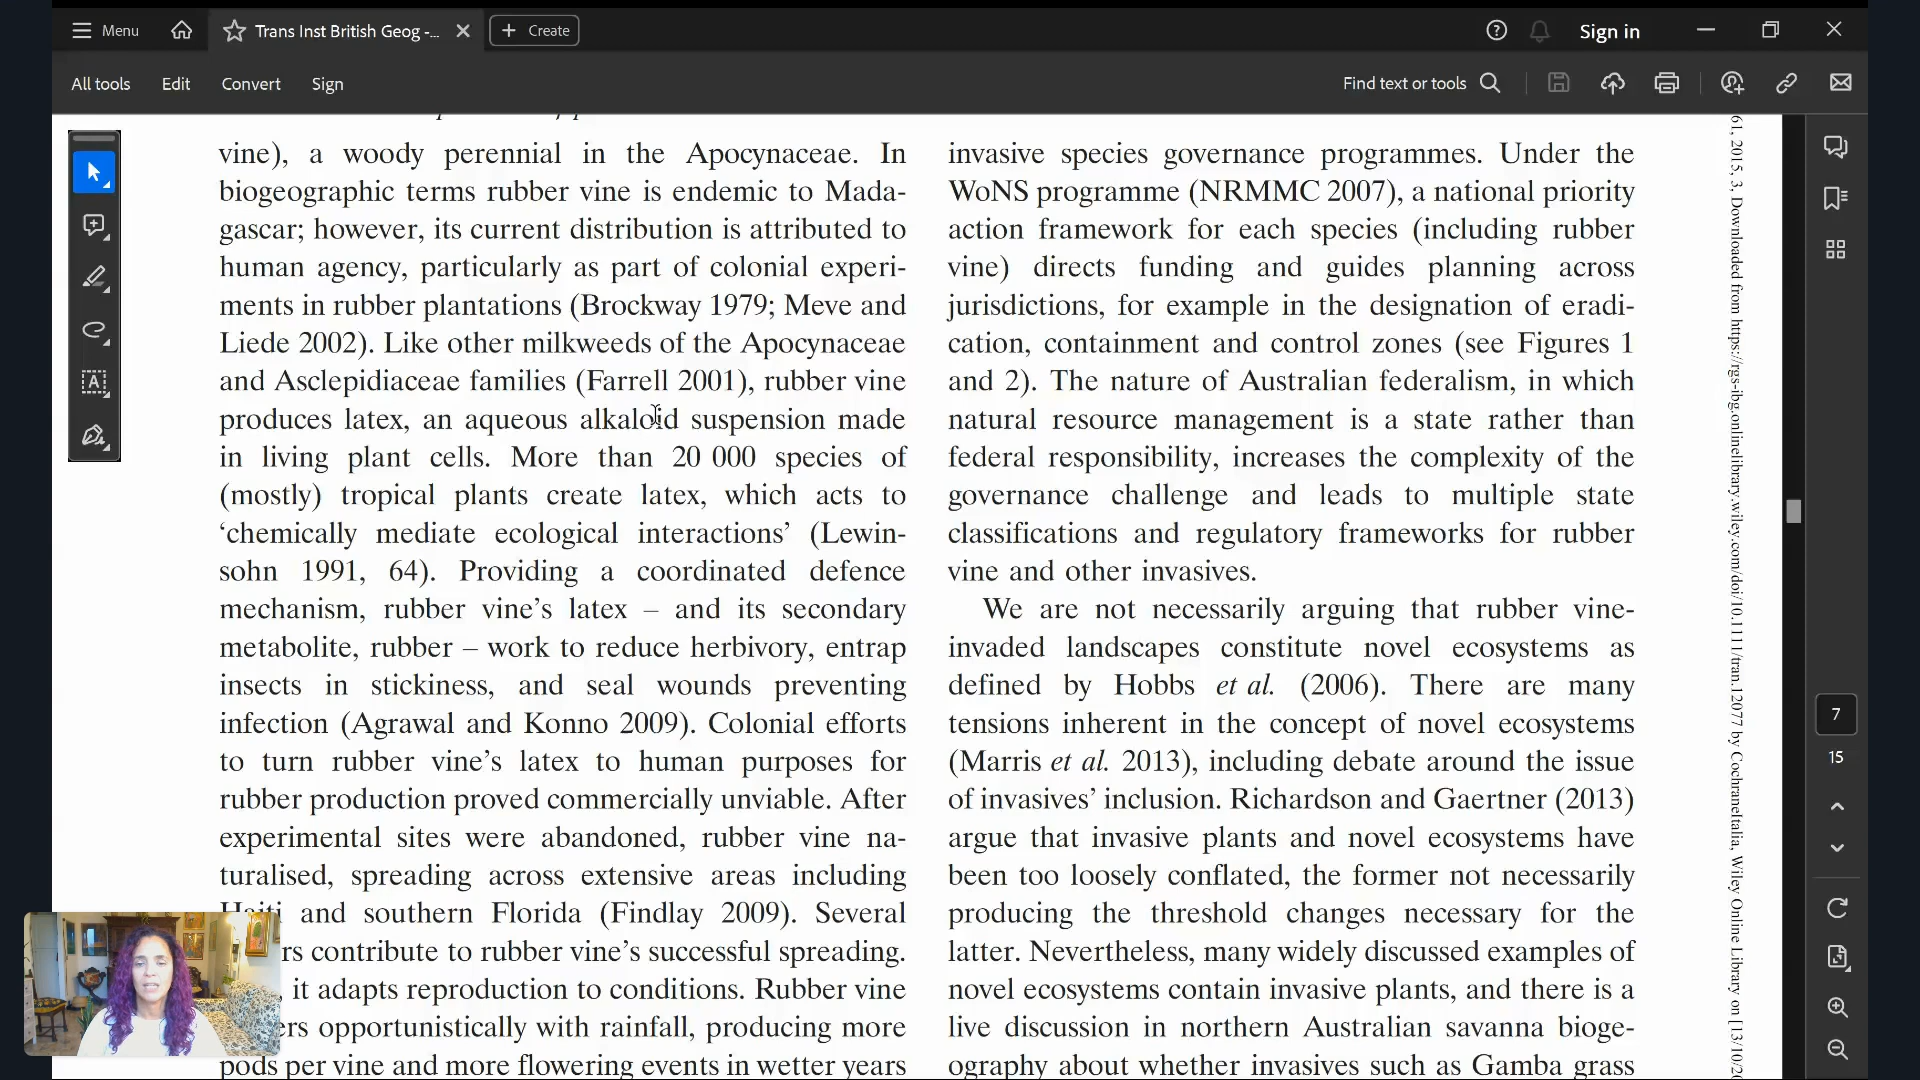 Menu
Trans Inst British Geog -...
Create
Sign in
All tools
Edit
Convert
Sign
Find text or tools
vine), a woody perennial in the Apocynaceae. In
biogeographic terms rubber vine is endemic to Mada-
gascar; however, its current distribution is attributed to
human agency, particularly as part of colonial experi-
ments in rubber plantations (Brockway 1979; Meve and
Liede 2002). Like other milkweeds of the Apocynaceae
and Asclepidiaceae families (Farrell 2001), rubber vine
produces latex, an aqueous alkaloid suspension made
in living plant cells. More than 20 000 species of
(mostly) tropical plants create latex, which acts to
‘chemically mediate ecological interactions’ (Lewin-
sohn 1991, 64). Providing a coordinated defence
mechanism, rubber vine’s latex – and its secondary
metabolite, rubber – work to reduce herbivory, entrap
insects in stickiness, and seal wounds preventing
infection (Agrawal and Konno 2009). Colonial efforts
to turn rubber vine’s latex to human purposes for
rubber production proved commercially unviable. After
experimental sites were abandoned, rubber vine na-
turalised, spreading across extensive areas including
Haiti and southern Florida (Findlay 2009). Several
contribute to rubber vine’s successful spreading.
it adapts reproduction to conditions. Rubber vine
opportunistically with rainfall, producing more
pods per vine and more flowering events in wetter years
invasive species governance programmes. Under the
WoNS programme (NRMMC 2007), a national priority
action framework for each species (including rubber
vine) directs funding and guides planning across
jurisdictions, for example in the designation of eradi-
cation, containment and control zones (see Figures 1
and 2). The nature of Australian federalism, in which
natural resource management is a state rather than
federal responsibility, increases the complexity of the
governance challenge and leads to multiple state
classifications and regulatory frameworks for rubber
vine and other invasives.
We are not necessarily arguing that rubber vine-
invaded landscapes constitute novel ecosystems as
defined by Hobbs et al. (2006). There are many
tensions inherent in the concept of novel ecosystems
(Marris et al. 2013), including debate around the issue
of invasives’ inclusion. Richardson and Gaertner (2013)
argue that invasive plants and novel ecosystems have
been too loosely conflated, the former not necessarily
producing the threshold changes necessary for the
latter. Nevertheless, many widely discussed examples of
novel ecosystems contain invasive plants, and there is a
live discussion in northern Australian savanna bioge-
ography about whether invasives such as Gamba grass
61, 2015, 3, Downloaded from https://rgs-ibg.onlinelibrary.wiley.com/doi/10.1111/tran.12077 by CochraneItalia, Wiley Online Library on [13/10/20
7
15